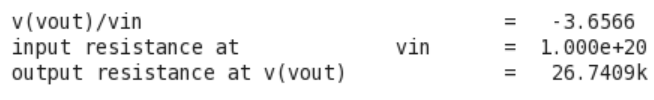 v(vout)/vin = -3.6566
input resistance at vin = 1.000e+20
output resistance at v(vout) = 26.7409k